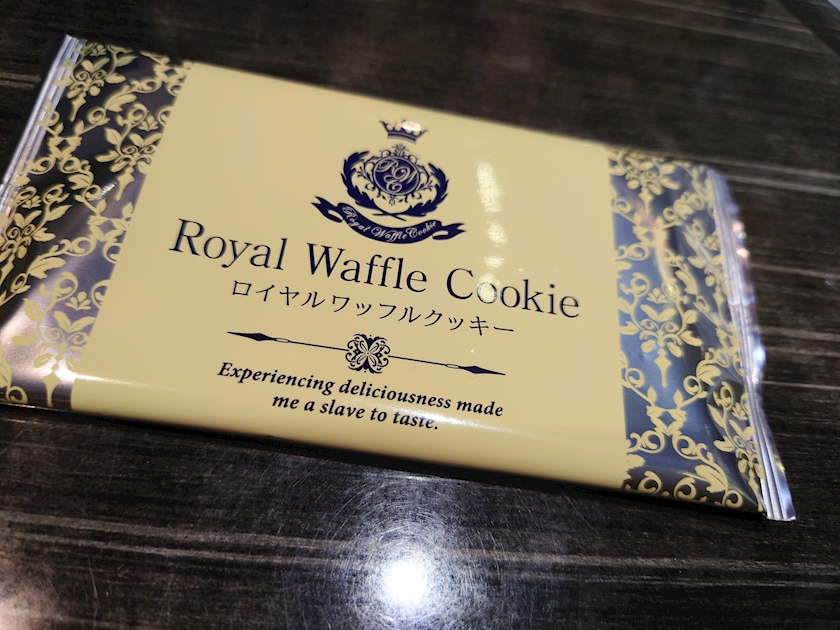 Royal Waffle Cookie
Royal Waffle Cookie
ロイヤルワッフルクッキー
Experiencing deliciousness made
me a slave to taste.